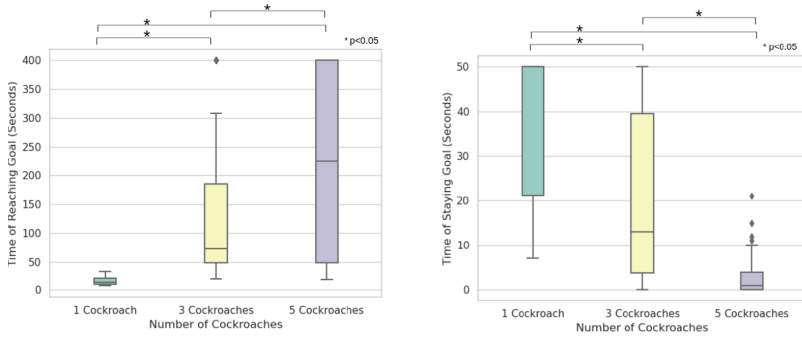 *
*
*
* p<0.05
400
350
300
250
200
150
100
50
0
Time of Reaching Goal (Seconds)
1 Cockroach 3 Cockroaches 5 Cockroaches
Number of Cockroaches
*
*
*
* p<0.05
50
40
30
20
10
0
Time of Staying Goal (Seconds)
1 Cockroach 3 Cockroaches 5 Cockroaches
Number of Cockroaches